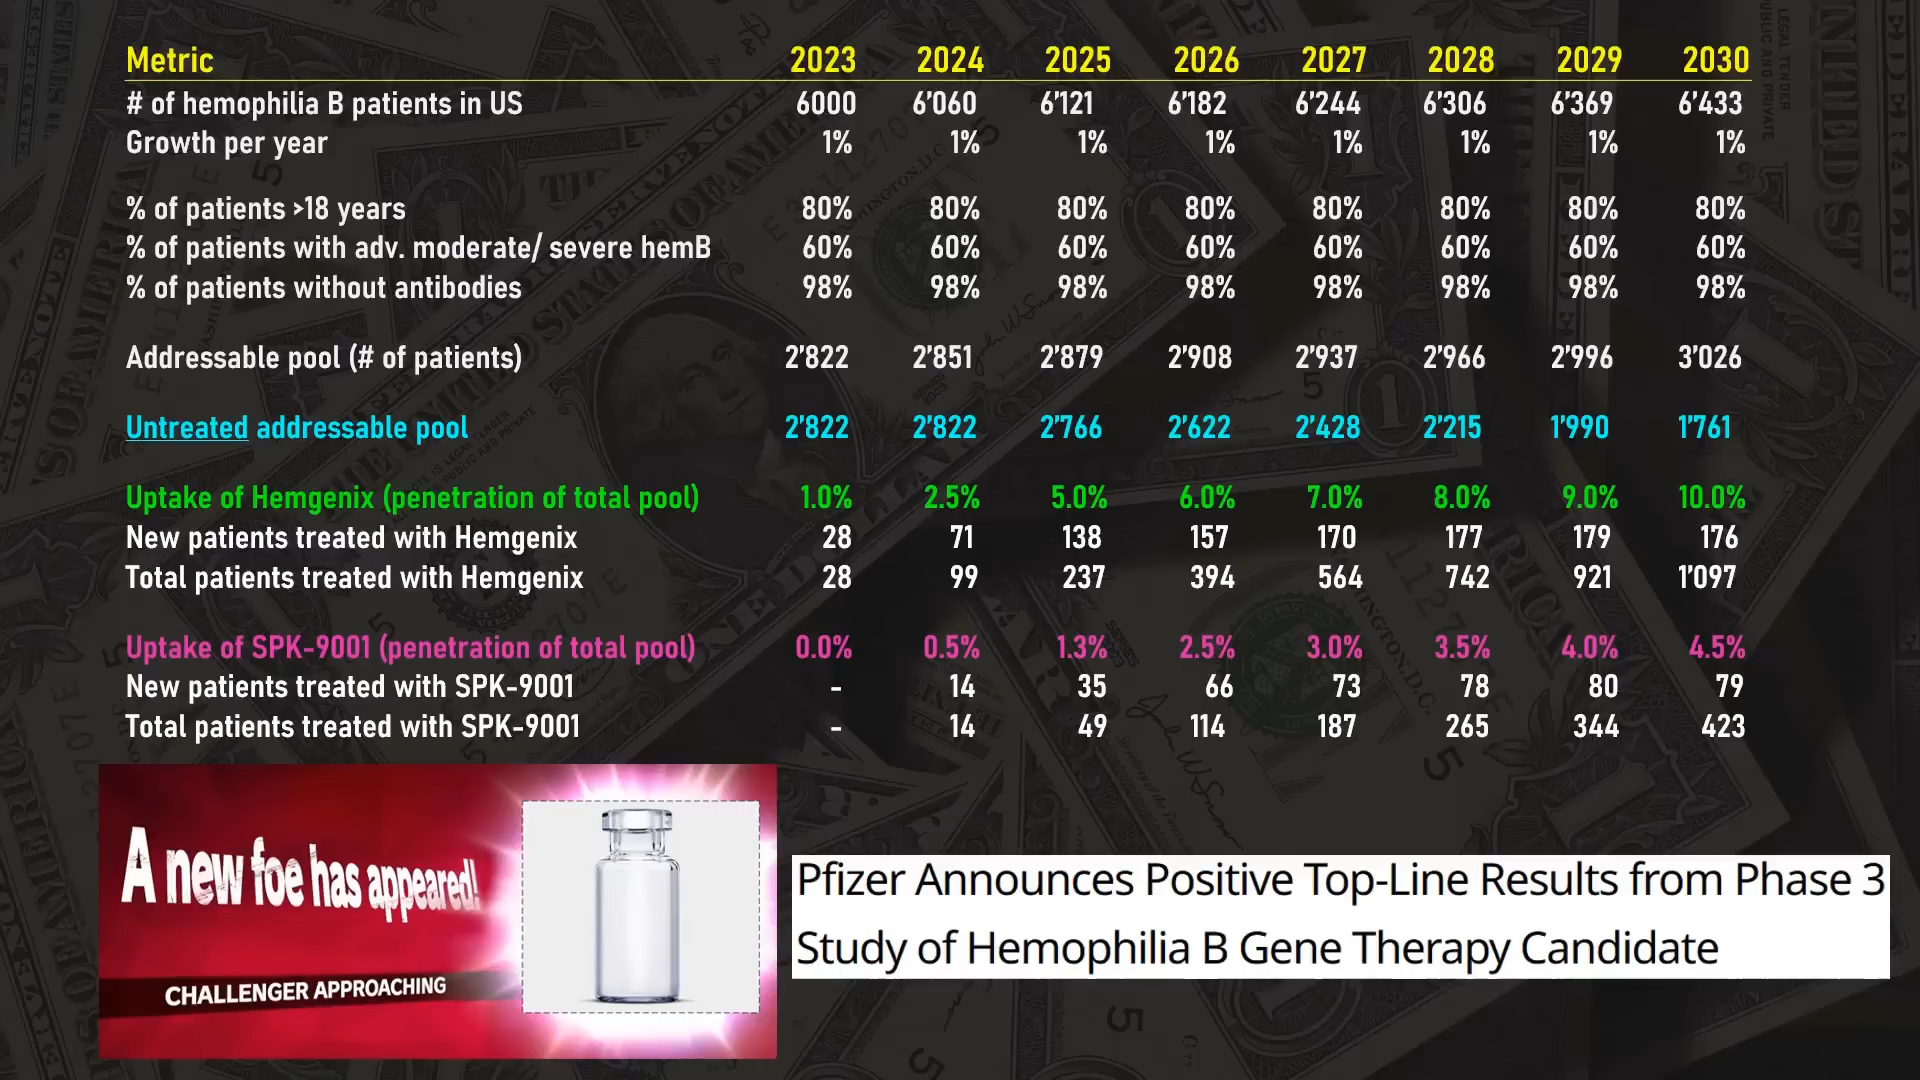 Metric 2023 2024 2025 2026 2027 2028 2029 2030
# of hemophilia B patients in US 6000 6'060 6'121 6'182 6'244 6'306 6'369 6'433
Growth per year 1% 1% 1% 1% 1% 1% 1% 1%
% of patients >18 years 80% 80% 80% 80% 80% 80% 80% 80%
% of patients with adv. moderate/ severe hemB 60% 60% 60% 60% 60% 60% 60% 60%
% of patients without antibodies 98% 98% 98% 98% 98% 98% 98% 98%
Addressable pool (# of patients) 2'822 2'851 2'879 2'908 2'937 2'966 2'996 3'026
Untreated addressable pool 2'822 2'822 2'766 2'622 2'428 2'215 1'990 1'761
Uptake of Hemgenix (penetration of total pool) 1.0% 2.5% 5.0% 6.0% 7.0% 8.0% 9.0% 10.0%
New patients treated with Hemgenix 28 71 138 157 170 177 179 176
Total patients treated with Hemgenix 28 99 237 394 564 742 921 1'097
Uptake of SPK-9001 (penetration of total pool) 0.0% 0.5% 1.3% 2.5% 3.0% 3.5% 4.0% 4.5%
New patients treated with SPK-9001 - 14 35 66 73 78 80 79
Total patients treated with SPK-9001 - 14 49 114 187 265 344 423
A new foe has appeared!
CHALLENGER APPROACHING
Pfizer Announces Positive Top-Line Results from Phase 3
Study of Hemophilia B Gene Therapy Candidate